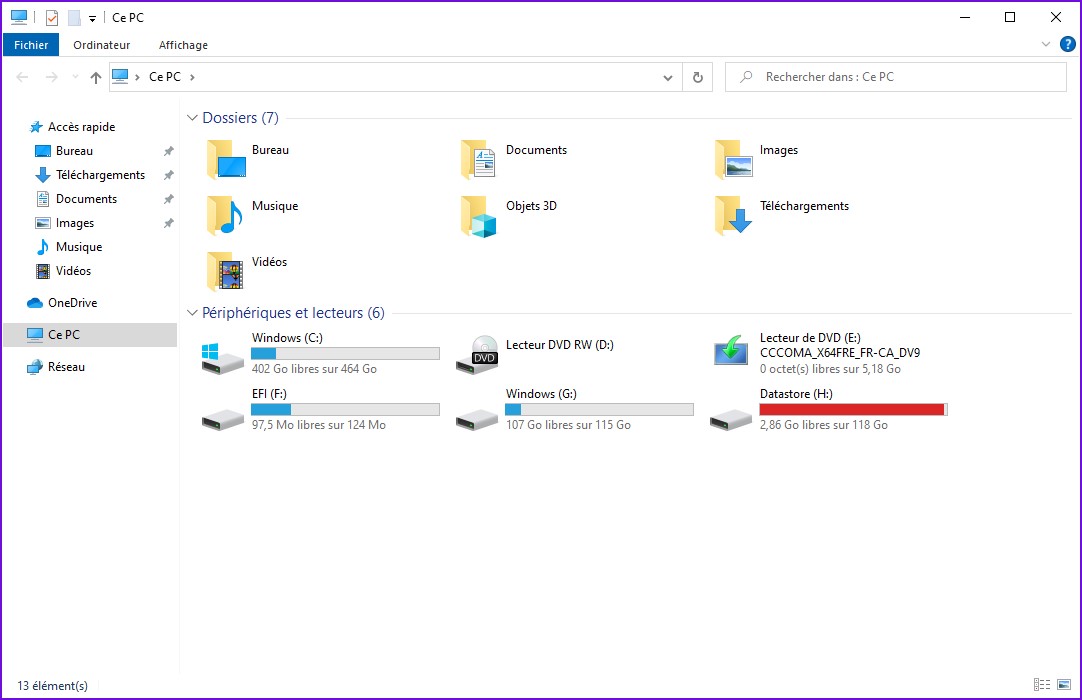 Ce PC
Fichier
Ordinateur
Affichage
?
Ce PC
Rechercher dans : Ce PC
Accès rapide
Bureau
Téléchargements
Documents
Images
Musique
Vidéos
OneDrive
Ce PC
Réseau
Dossiers (7)
Bureau
Documents
Images
Musique
Objets 3D
Téléchargements
Vidéos
Périphériques et lecteurs (6)
Windows (C:)
402 Go libres sur 464 Go
DVD
Lecteur DVD RW (D:)
Lecteur de DVD (E:)
CCCOMA_X64FRE_FR-CA_DV9
0 octet(s) libres sur 5,18 Go
EFI (F:)
97,5 Mo libres sur 124 Mo
Windows (G:)
107 Go libres sur 115 Go
Datastore (H:)
2,86 Go libres sur 118 Go
13 élément(s)